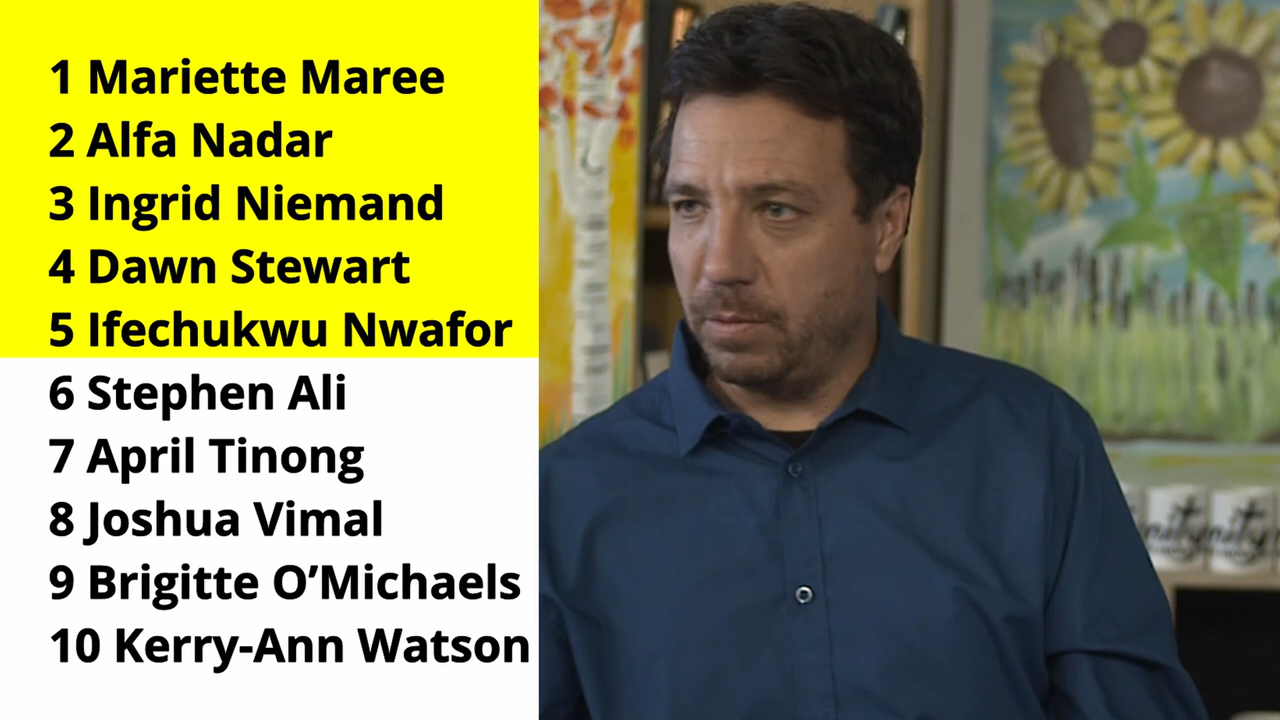 1 Mariette Maree
2 Alfa Nadar
3 Ingrid Niemand
4 Dawn Stewart
5 Ifechukwu Nwafor
6 Stephen Ali
7 April Tinong
8 Joshua Vimal
9 Brigitte O’Michaels
10 Kerry-Ann Watson